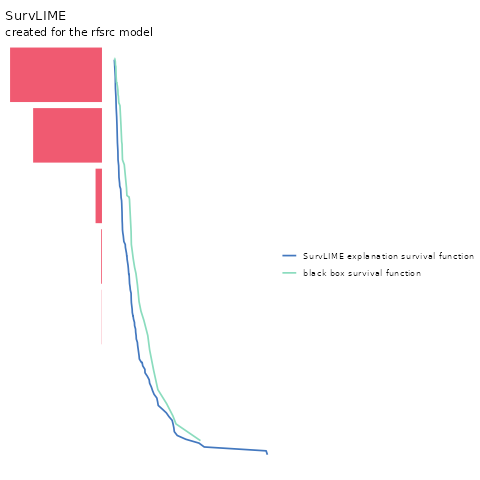 SurvLIME
created for the rfsrc model
SurvLIME explanation survival function
black box survival function